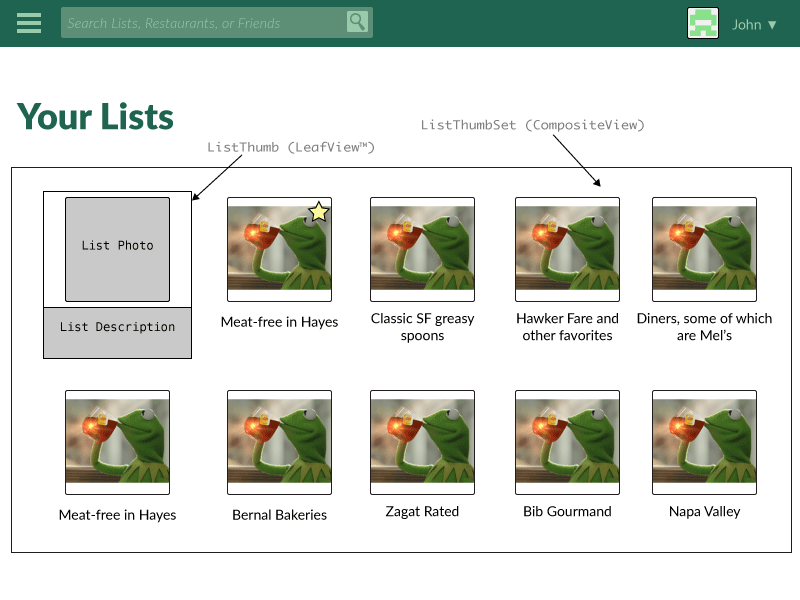 Search Lists, Restaurants, or Friends
John ▼
Your Lists
ListThumbSet (CompositeView)
ListThumb (LeafView™)
List Photo
List Description
Meat-free in Hayes
Classic SF greasy
spoons
Hawker Fare and
other favorites
Diners, some of which
are Mel’s
Meat-free in Hayes
Bernal Bakeries
Zagat Rated
Bib Gourmand
Napa Valley